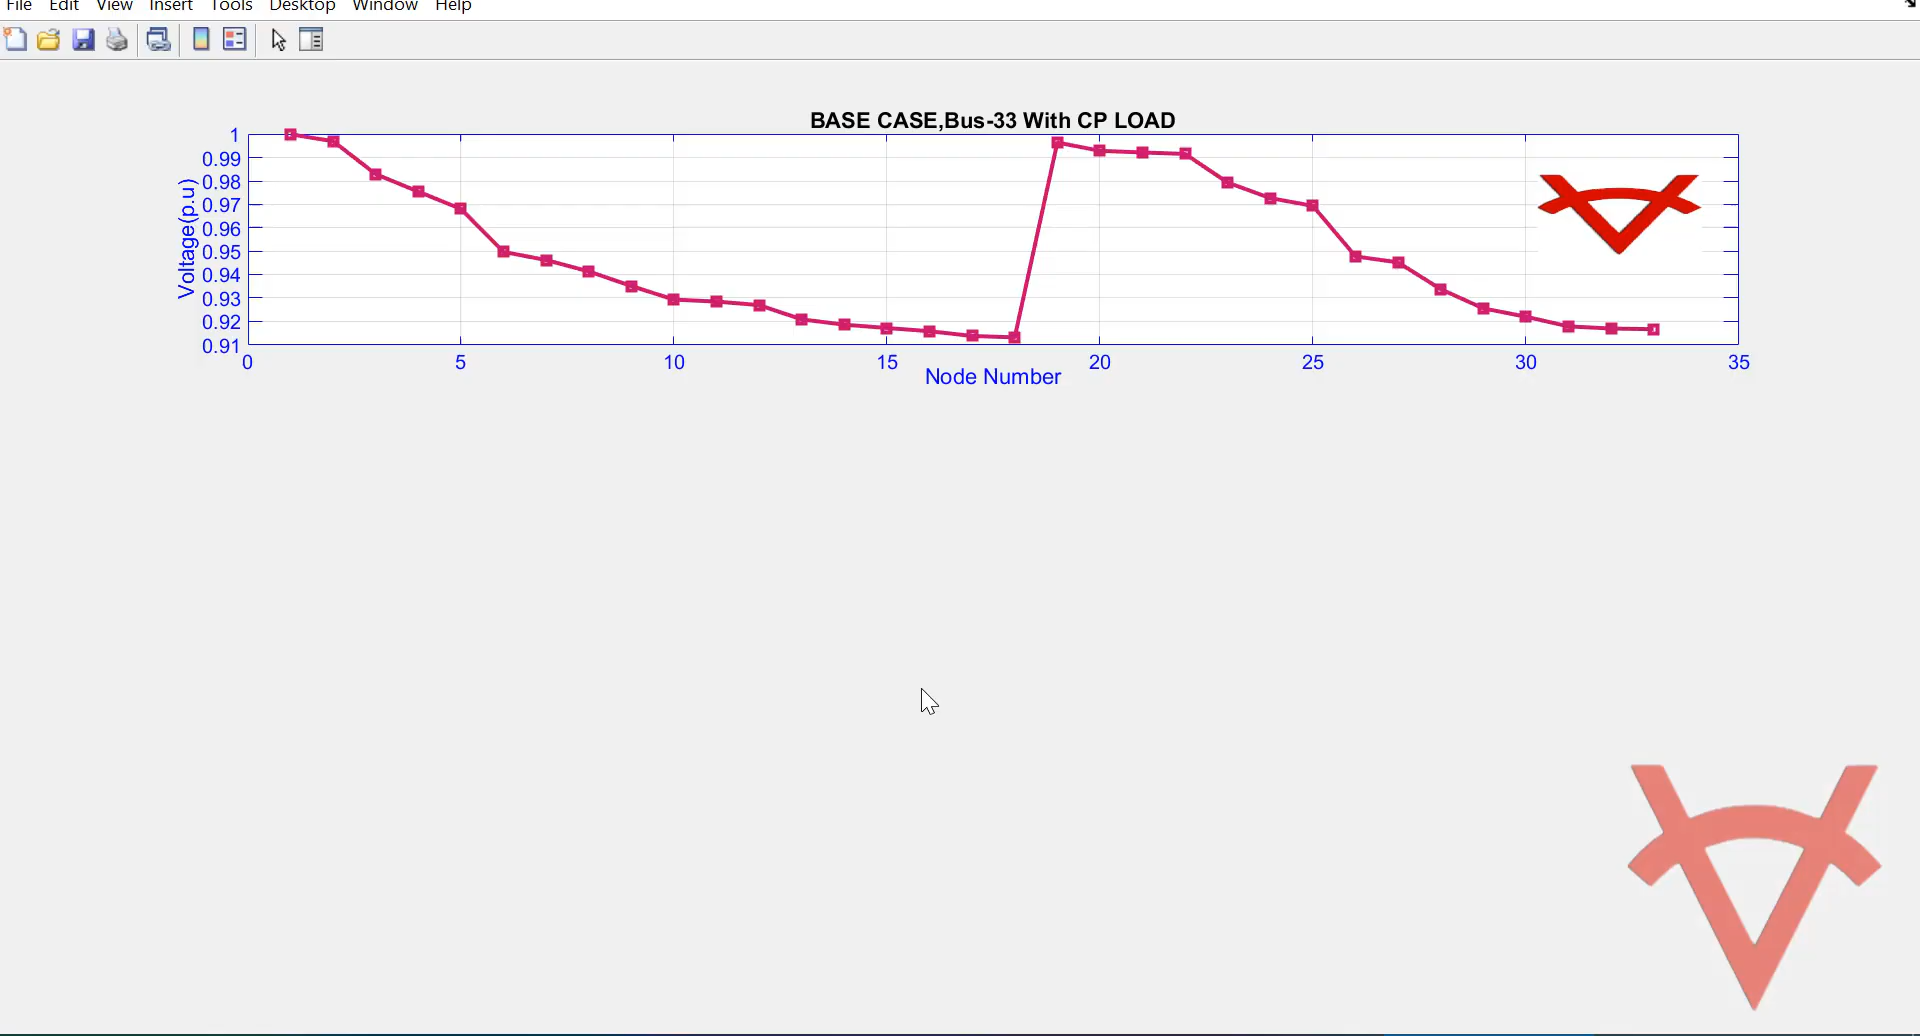 File Edit View Insert Tools Desktop Window Help
BASE CASE,Bus-33 With CP LOAD
Voltage(p.u)
1
0.99
0.98
0.97
0.96
0.95
0.94
0.93
0.92
0.91
0 5 10 15 20 25 30 35
Node Number